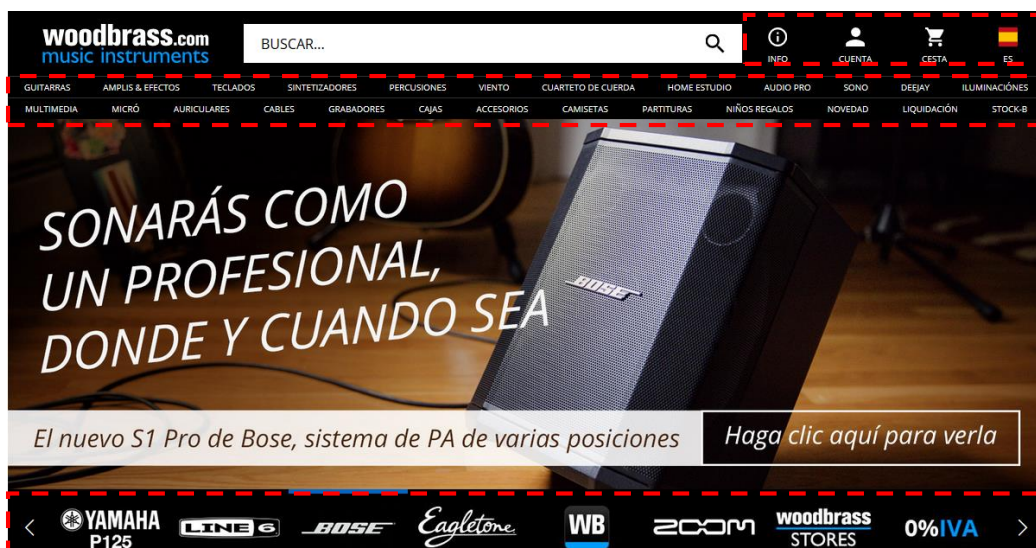 woodbrass.com
music instruments
BUSCAR...
INFO
CUENTA
CESTA
ES
GUITARRAS AMPLIS & EFECTOS TECLADOS SINTETIZADORES PERCUSIONES VIENTO CUARTETO DE CUERDA HOME ESTUDIO AUDIO PRO SONO DEEJAY ILUMINACIÓNES
MULTIMEDIA MICRÓ AURICULARES CABLES GRABADORES CAJAS ACCESORIOS CAMISETAS PARTITURAS NIÑOS REGALOS NOVEDAD LIQUIDACIÓN STOCK-B
SONARÁS COMO
UN PROFESIONAL,
DONDE Y CUANDO SEA
BOSE
El nuevo S1 Pro de Bose, sistema de PA de varias posiciones
Haga clic aquí para verla
YAMAHA
P125
LINE 6
BOSE
Eagletone
WB
ZOOM
woodbrass
STORES
0%IVA